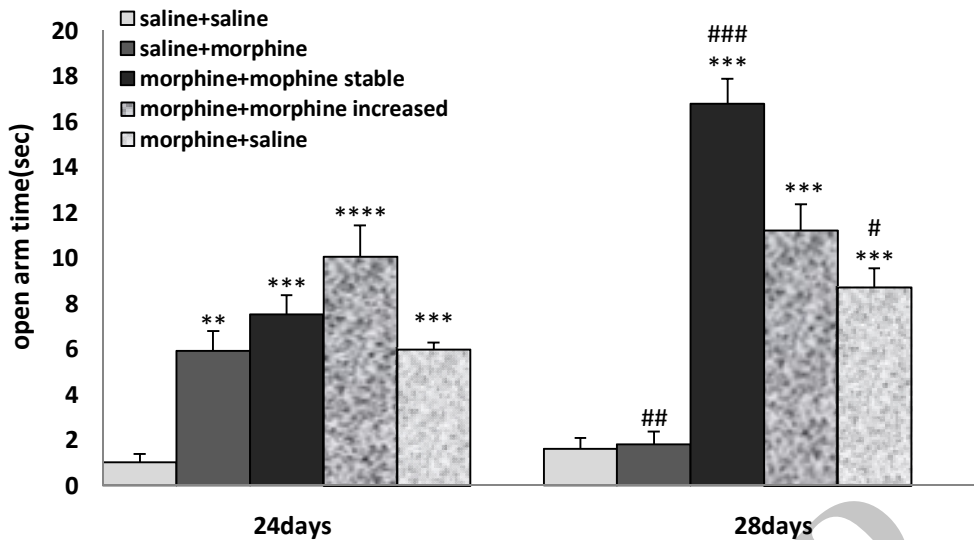 saline+saline
saline+morphine
morphine+mophine stable
morphine+morphine increased
morphine+saline
open arm time(sec)
20
18
16
14
12
10
8
6
4
2
0
**
***
****
***
##
###
***
***
#
***
24days
28days